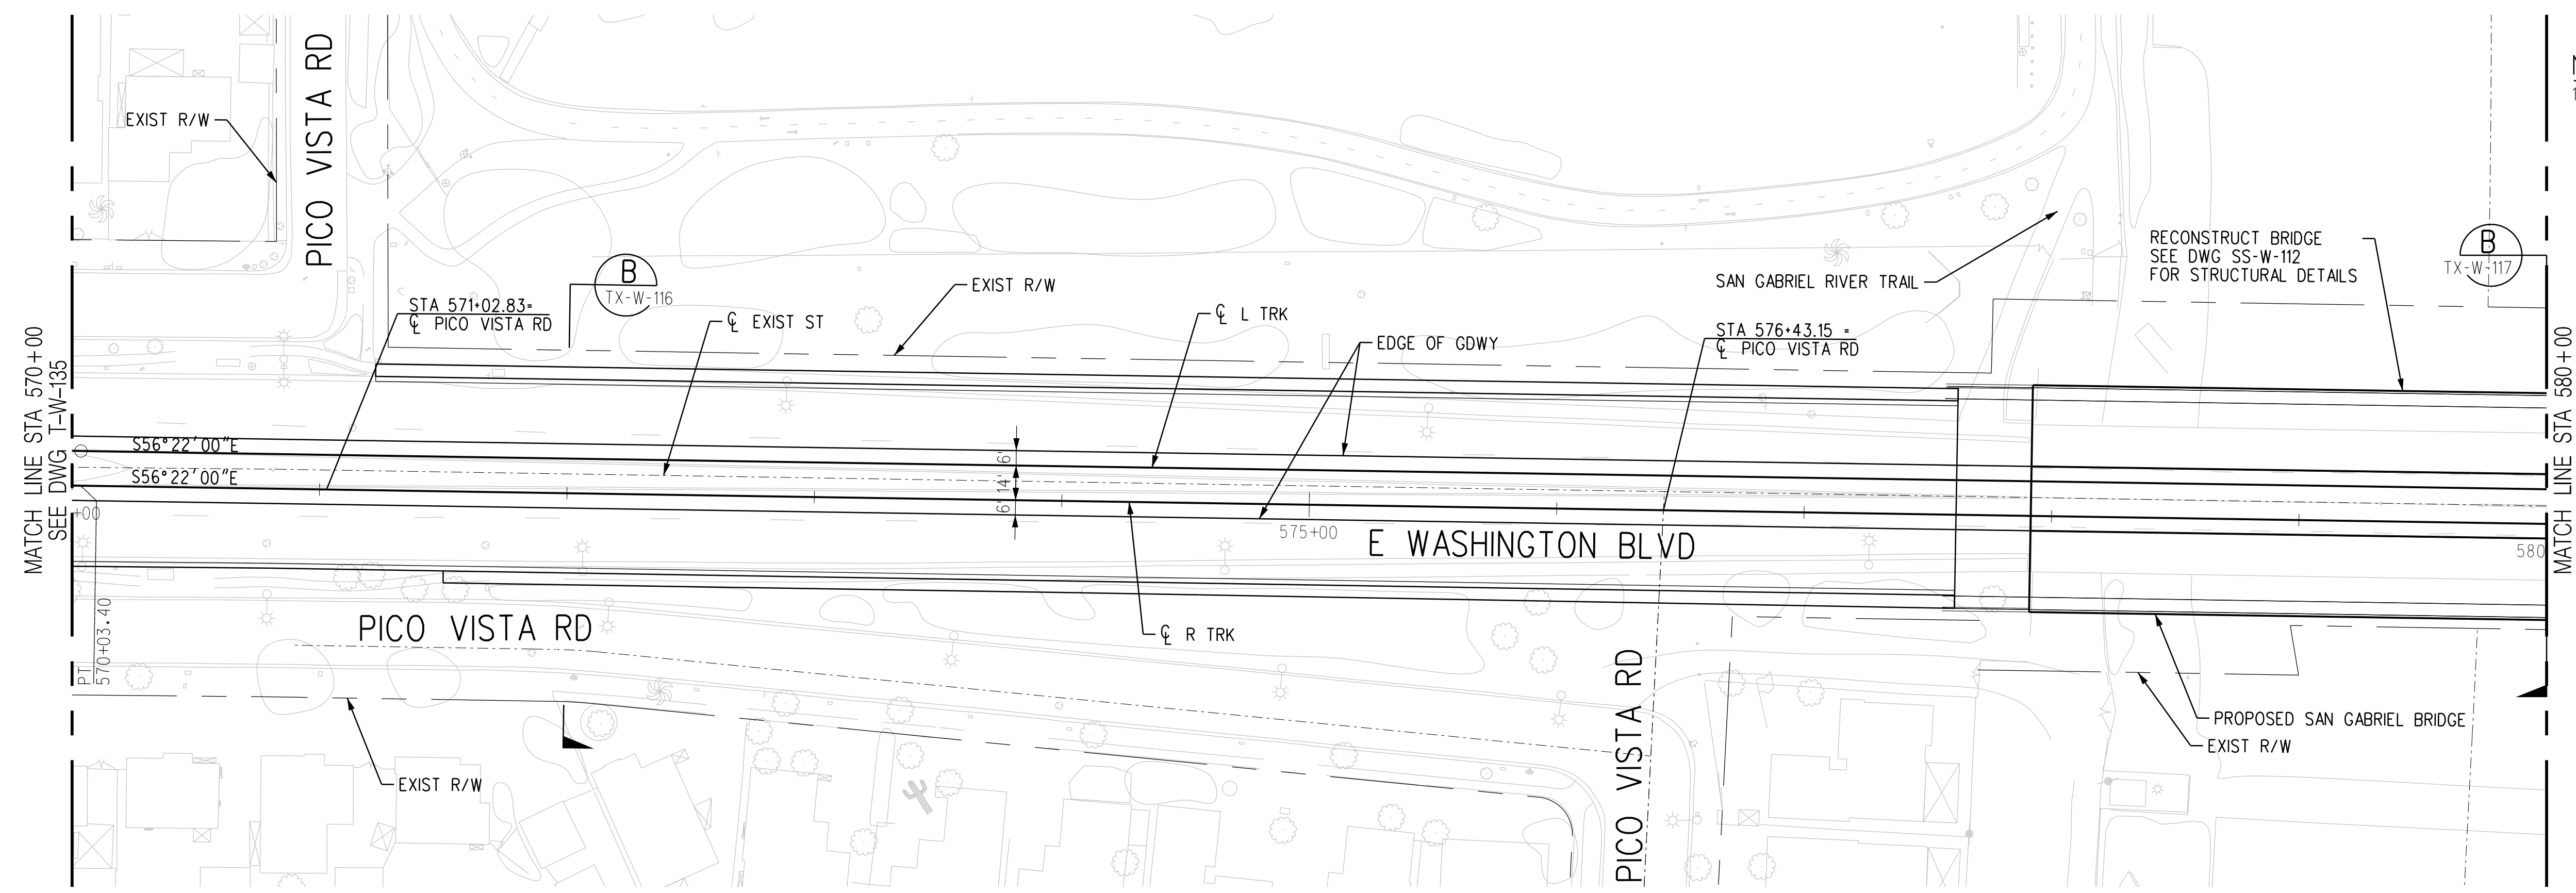 MATCH LINE STA 570+00
SEE DWG T-W-135
EXIST R/W
PICO VISTA RD
STA 571+02.83=
℄ PICO VISTA RD
B
TX-W-116
EXIST R/W
℄ EXIST ST
℄ L TRK
EDGE OF GDWY
STA 576+43.15 =
℄ PICO VISTA RD
SAN GABRIEL RIVER TRAIL
RECONSTRUCT BRIDGE
SEE DWG SS-W-112
FOR STRUCTURAL DETAILS
B
TX-W-117
S56°22'00"E
S56°22'00"E
6'
14'
6'
+00
575+00
E WASHINGTON BLVD
580
MATCH LINE STA 580+00
PT
570+03.40
PICO VISTA RD
℄ R TRK
PICO VISTA RD
PROPOSED SAN GABRIEL BRIDGE
EXIST R/W
EXIST R/W